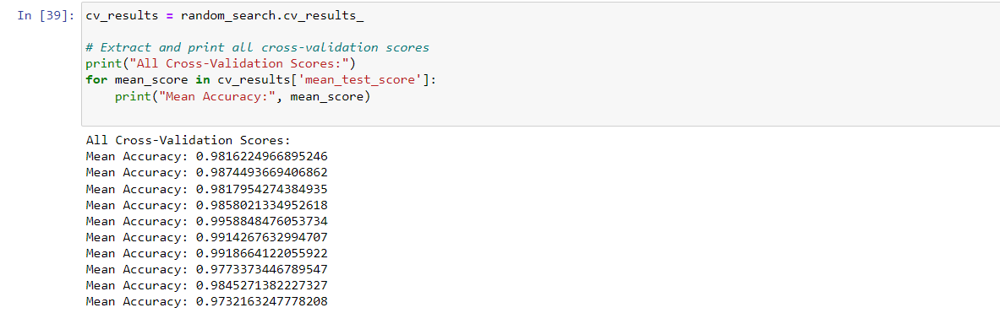 In [39]: cv_results = random_search.cv_results_
# Extract and print all cross-validation scores
print("All Cross-Validation Scores:")
for mean_score in cv_results['mean_test_score']:
    print("Mean Accuracy:", mean_score)
All Cross-Validation Scores:
Mean Accuracy: 0.9816224966895246
Mean Accuracy: 0.9874493669406862
Mean Accuracy: 0.9817954274384935
Mean Accuracy: 0.9858021334952618
Mean Accuracy: 0.9958848476053734
Mean Accuracy: 0.9914267632994707
Mean Accuracy: 0.9918664122055922
Mean Accuracy: 0.9773373446789547
Mean Accuracy: 0.9845271382227327
Mean Accuracy: 0.9732163247778208